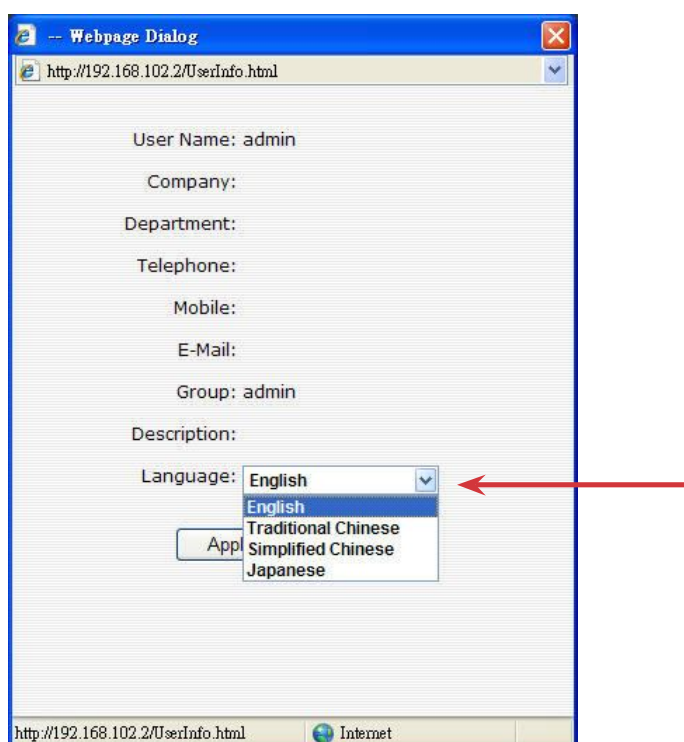 -- Webpage Dialog
http://192.168.102.2/UserInfo.html
User Name: admin
Company:
Department:
Telephone:
Mobile:
E-Mail:
Group: admin
Description:
Language: English
English
Traditional Chinese
Simplified Chinese
Japanese
http://192.168.102.2/UserInfo.html Internet